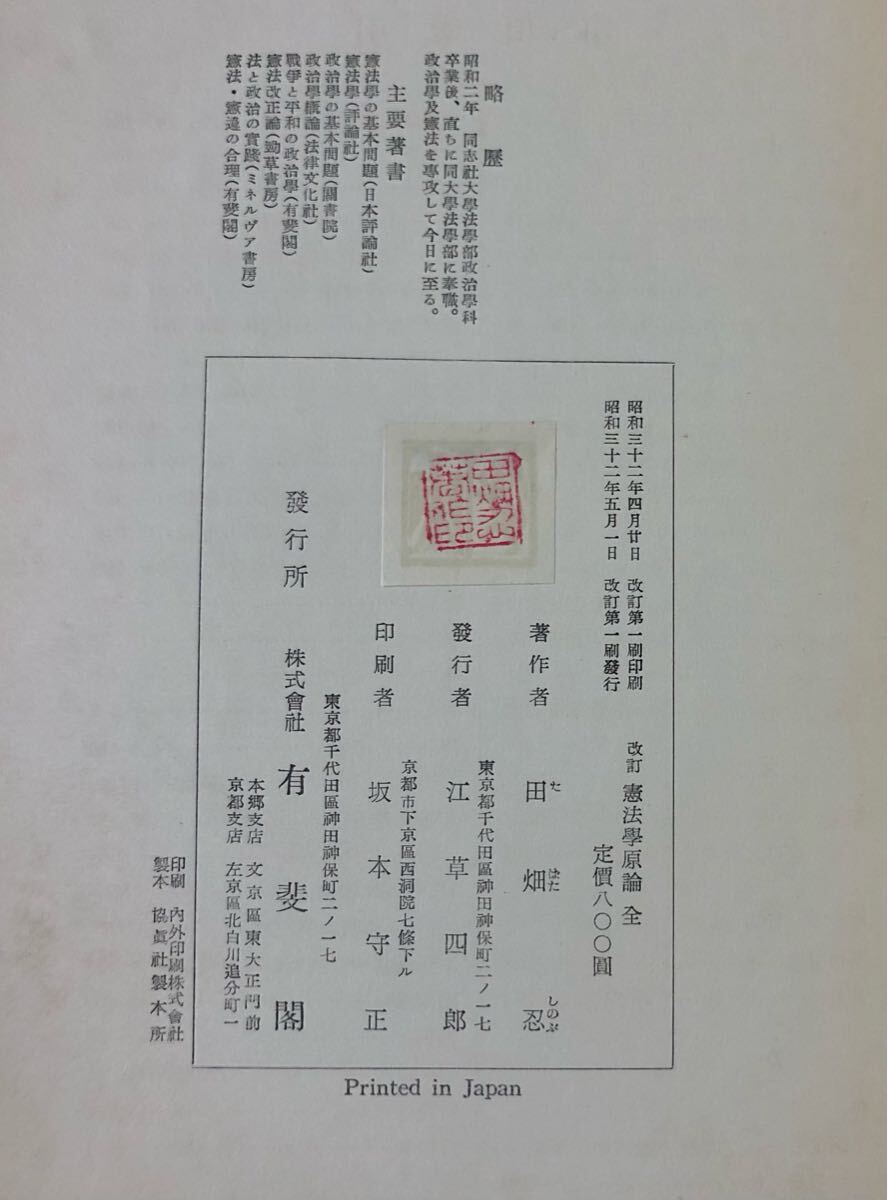 略歷
昭和二年 同志社大學法學部政治學科
卒業後、直ちに同大學法學部に奉職。
政治學及憲法を專攻して今日に至る。
主要著書
憲法學の基本問題(日本評論社)
憲法學(評論社)
政治學の基本問題(關書院)
政治學概論(法律文化社)
戰爭と平和の政治學(有斐閣)
憲法改正論(勁草書房)
法と政治の實踐(ミネルヴァ書房)
憲法・憲違の合理(有斐閣)
昭和三十二年四月廿日 改訂第一刷印刷
昭和三十二年五月一日 改訂第一刷發行
改訂 憲法學原論 全
定價八〇〇圓
著作者 田畑忍
た はた しのぶ
東京都千代田區神田神保町二ノ一七
發行者 江草四郎
京都市下京區西洞院七條下ル
印刷者 坂本守正
東京都千代田區神田神保町二ノ一七
發行所 株式會社 有斐閣
本鄕支店 文京區東大正門前
京都支店 左京區北白川追分町一
印刷 內外印刷株式會社
製本 協眞社製本所
Printed in Japan